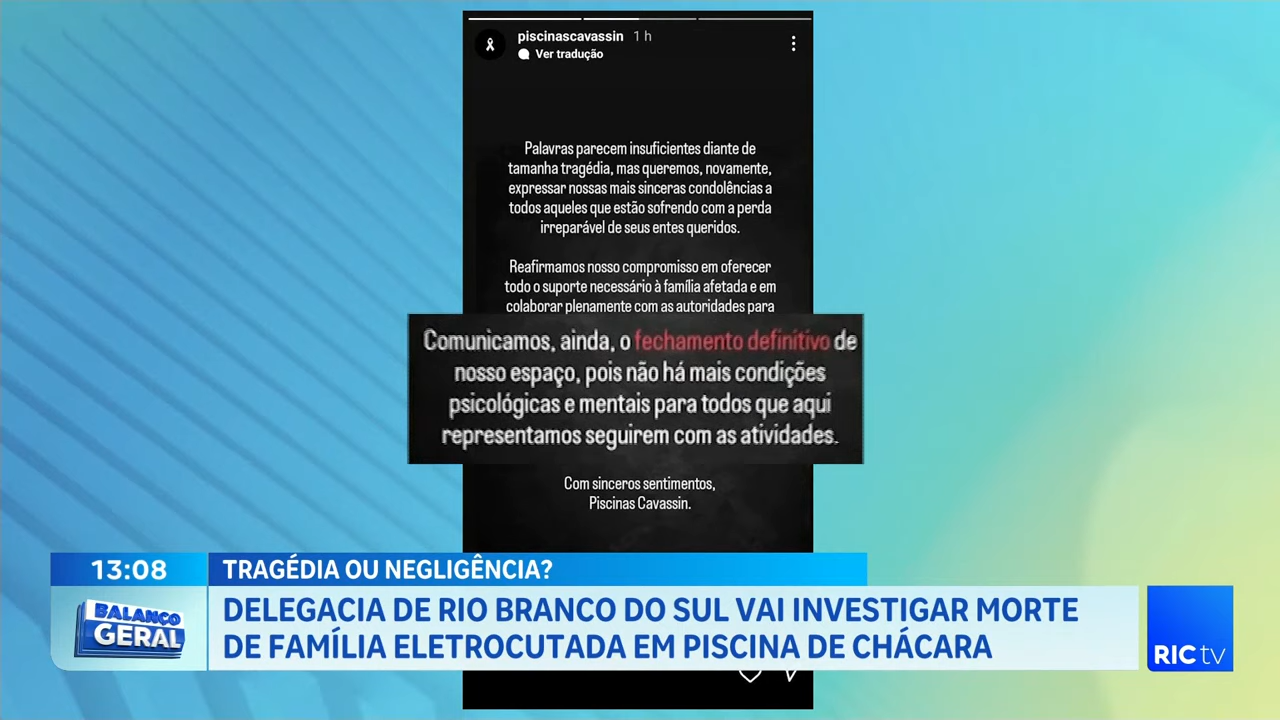 piscinascavassin 1 h
Ver tradução
Palavras parecem insuficientes diante de
tamanha tragédia, mas queremos, novamente,
expressar nossas mais sinceras condolências a
todos aqueles que estão sofrendo com a perda
irreparável de seus entes queridos.
Reafirmamos nosso compromisso em oferecer
todo o suporte necessário à família afetada e em
colaborar plenamente com as autoridades para
Comunicamos, ainda, o fechamento definitivo de
nosso espaço, pois não há mais condições
psicológicas e mentais para todos que aqui
representamos seguirem com as atividades.
Com sinceros sentimentos,
Piscinas Cavassin.
13:08
TRAGÉDIA OU NEGLIGÊNCIA?
BALANÇO
GERAL
DELEGACIA DE RIO BRANCO DO SUL VAI INVESTIGAR MORTE
DE FAMÍLIA ELETROCUTADA EM PISCINA DE CHÁCARA
RIC tv